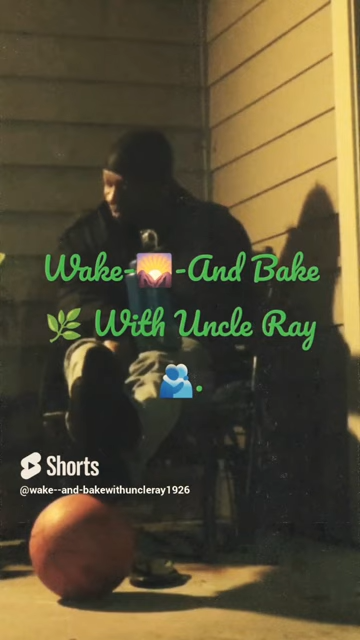 Wake-🌅-And Bake
🌿 With Uncle Ray
🫂.
Shorts
@wake--and-bakewithuncleray1926